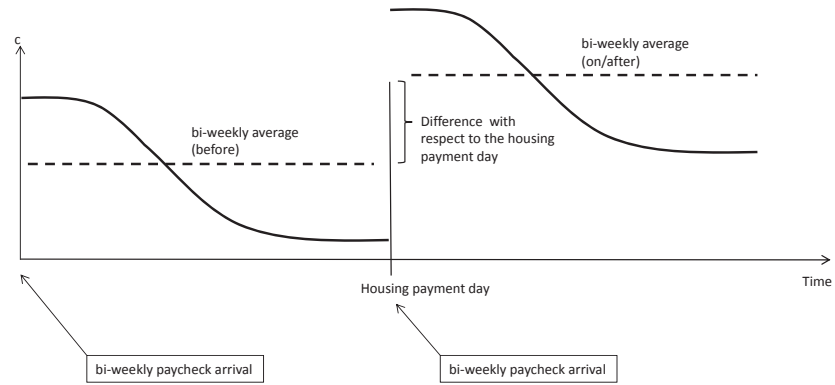 c
bi-weekly average
(on/after)
bi-weekly average
(before)
Difference with
respect to the housing
payment day
Housing payment day
Time
bi-weekly paycheck arrival
bi-weekly paycheck arrival